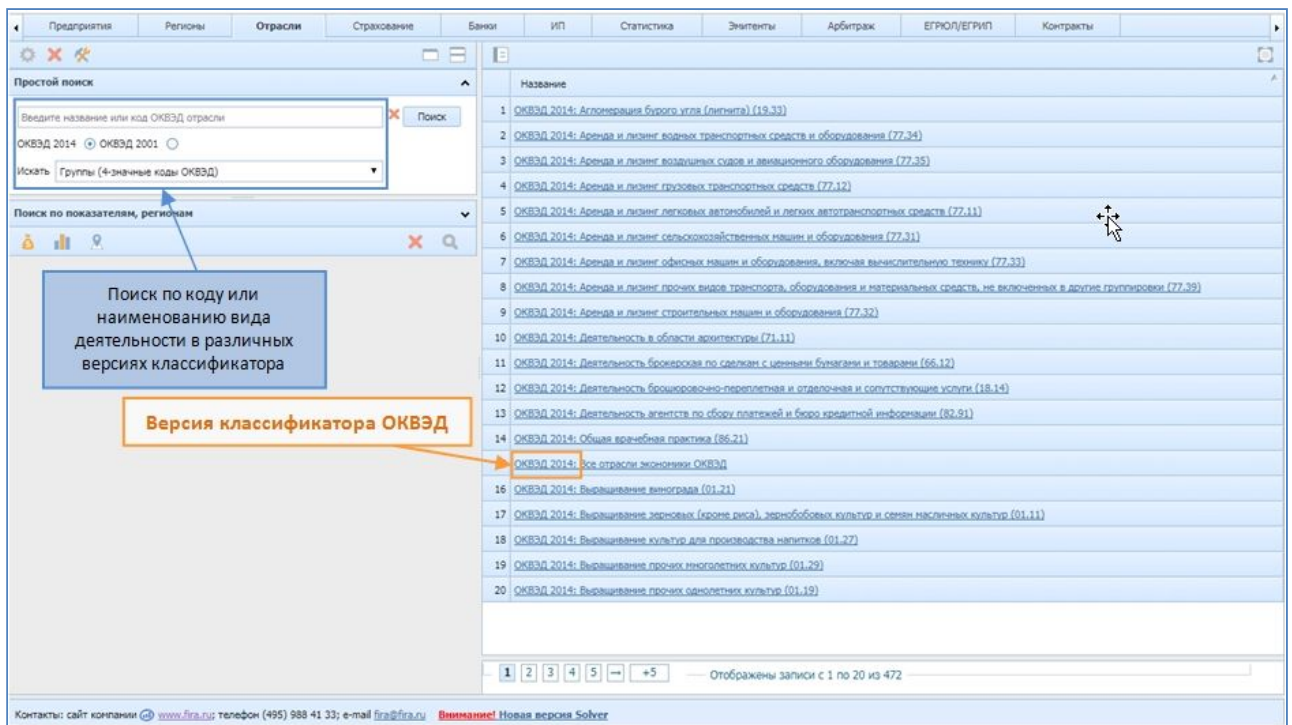 Предприятия Регионы Отрасли Страхование Банки ИП Статистика Эмитенты Арбитраж ЕГРЮЛ/ЕГРИП Контракты
Простой поиск
Введите название или код ОКВЭД отрасли
Поиск
ОКВЭД 2014 ОКВЭД 2001
Искать Группы (4-значные коды ОКВЭД)
Поиск по показателям, регионам
Поиск по коду или
наименованию вида
деятельности в различных
версиях классификатора
Версия классификатора ОКВЭД
Название
1 ОКВЭД 2014: Агломерация бурого угля (лигнита) (19.33)
2 ОКВЭД 2014: Аренда и лизинг водных транспортных средств и оборудования (77.34)
3 ОКВЭД 2014: Аренда и лизинг воздушных судов и авиационного оборудования (77.35)
4 ОКВЭД 2014: Аренда и лизинг грузовых транспортных средств (77.12)
5 ОКВЭД 2014: Аренда и лизинг легковых автомобилей и легких автотранспортных средств (77.11)
6 ОКВЭД 2014: Аренда и лизинг сельскохозяйственных машин и оборудования (77.31)
7 ОКВЭД 2014: Аренда и лизинг офисных машин и оборудования, включая вычислительную технику (77.33)
8 ОКВЭД 2014: Аренда и лизинг прочих видов транспорта, оборудования и материальных средств, не включенных в другие группировки (77.39)
9 ОКВЭД 2014: Аренда и лизинг строительных машин и оборудования (77.32)
10 ОКВЭД 2014: Деятельность в области архитектуры (71.11)
11 ОКВЭД 2014: Деятельность брокерская по сделкам с ценными бумагами и товарами (66.12)
12 ОКВЭД 2014: Деятельность брошюровочно-переплетная и отделочная и сопутствующие услуги (18.14)
13 ОКВЭД 2014: Деятельность агентств по сбору платежей и бюро кредитной информации (82.91)
14 ОКВЭД 2014: Общая врачебная практика (86.21)
ОКВЭД 2014: Все отрасли экономики ОКВЭД
16 ОКВЭД 2014: Выращивание винограда (01.21)
17 ОКВЭД 2014: Выращивание зерновых (кроме риса), зернобобовых культур и семян масличных культур (01.11)
18 ОКВЭД 2014: Выращивание культур для производства напитков (01.27)
19 ОКВЭД 2014: Выращивание прочих многолетних культур (01.29)
20 ОКВЭД 2014: Выращивание прочих однолетних культур (01.19)
1 2 3 4 5 → +5 Отображены записи с 1 по 20 из 472
Контакты: сайт компании www.fira.ru; телефон (495) 988 41 33; e-mail fira@fira.ru Внимание! Новая версия Solver